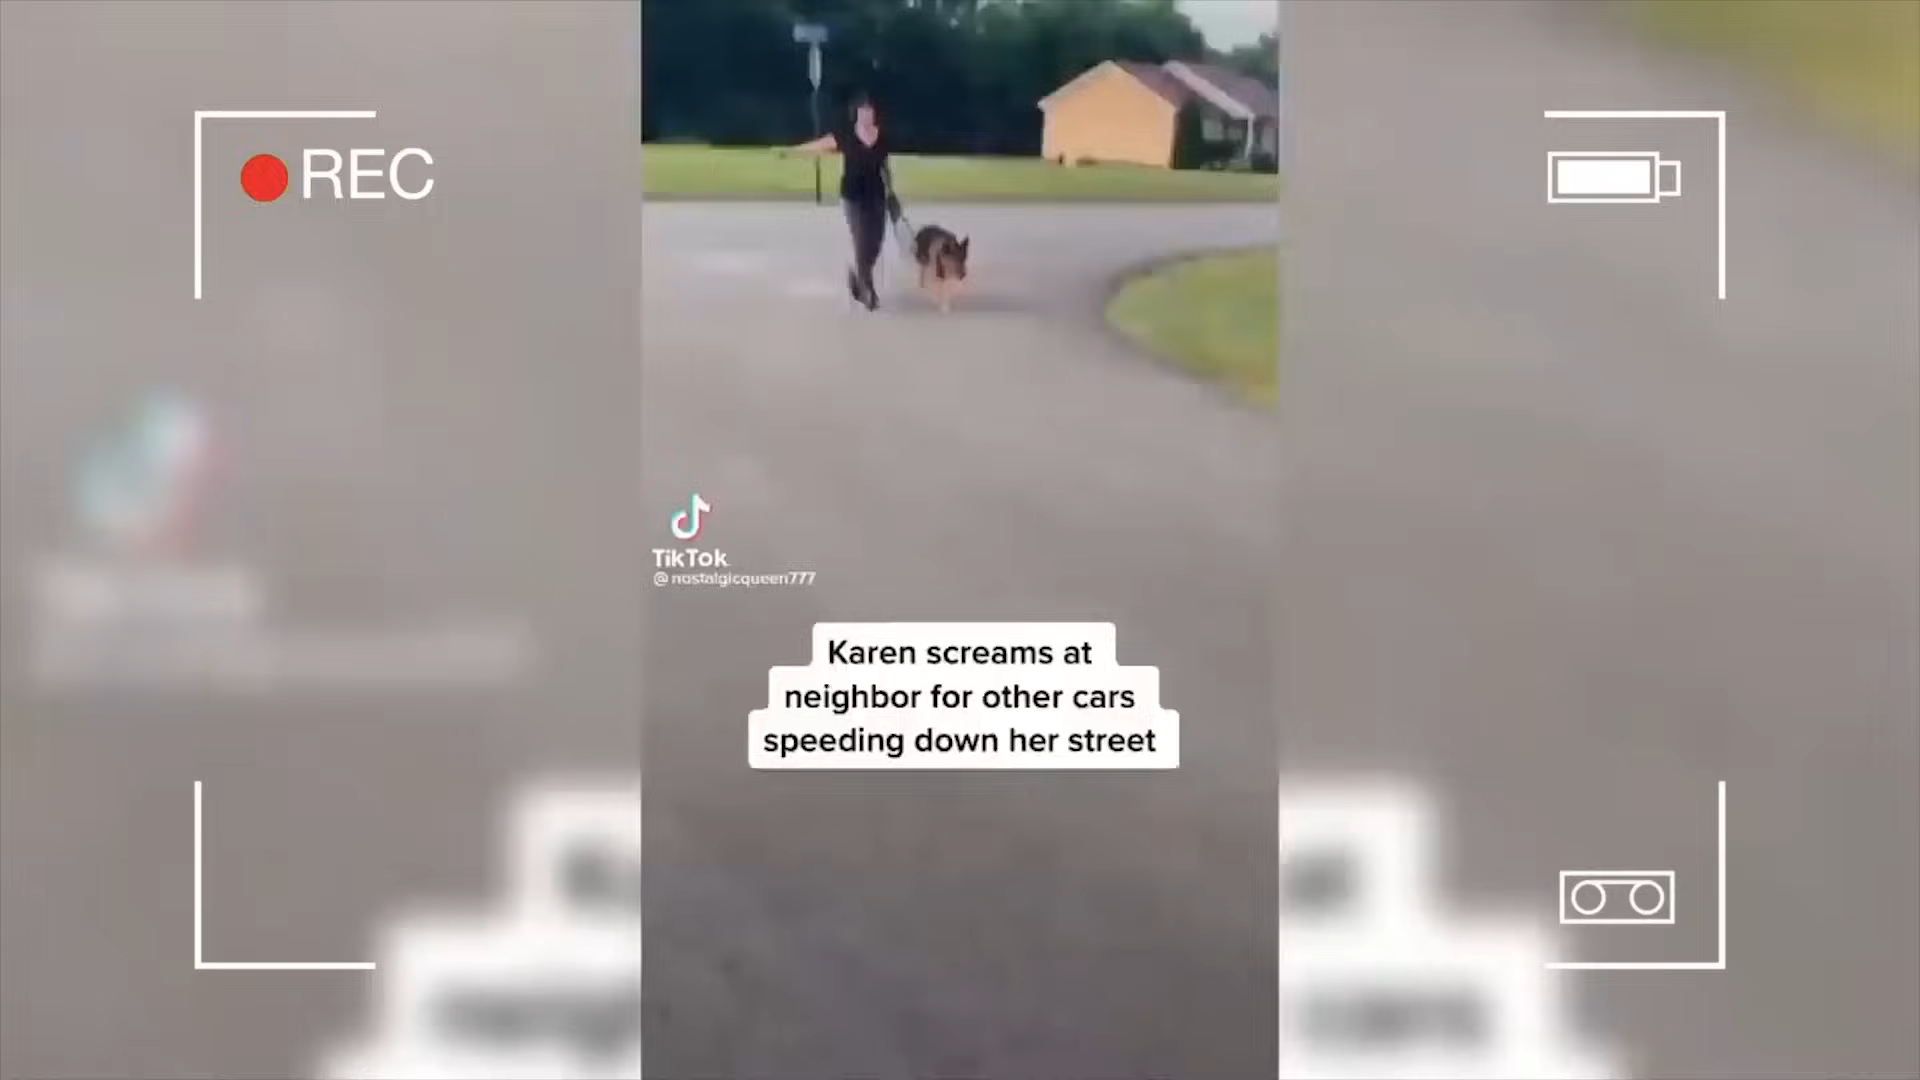 REC
TikTok
@nostalgicqueen777
Karen screams at
neighbor for other cars
speeding down her street